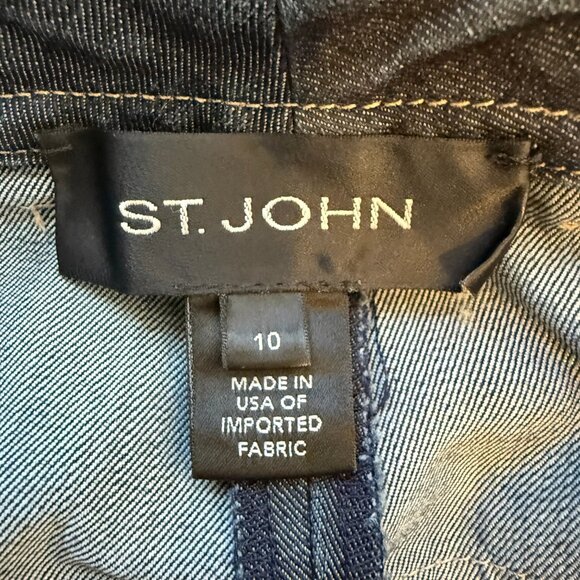 ST. JOHN
10
MADE IN
USA OF
IMPORTED
FABRIC